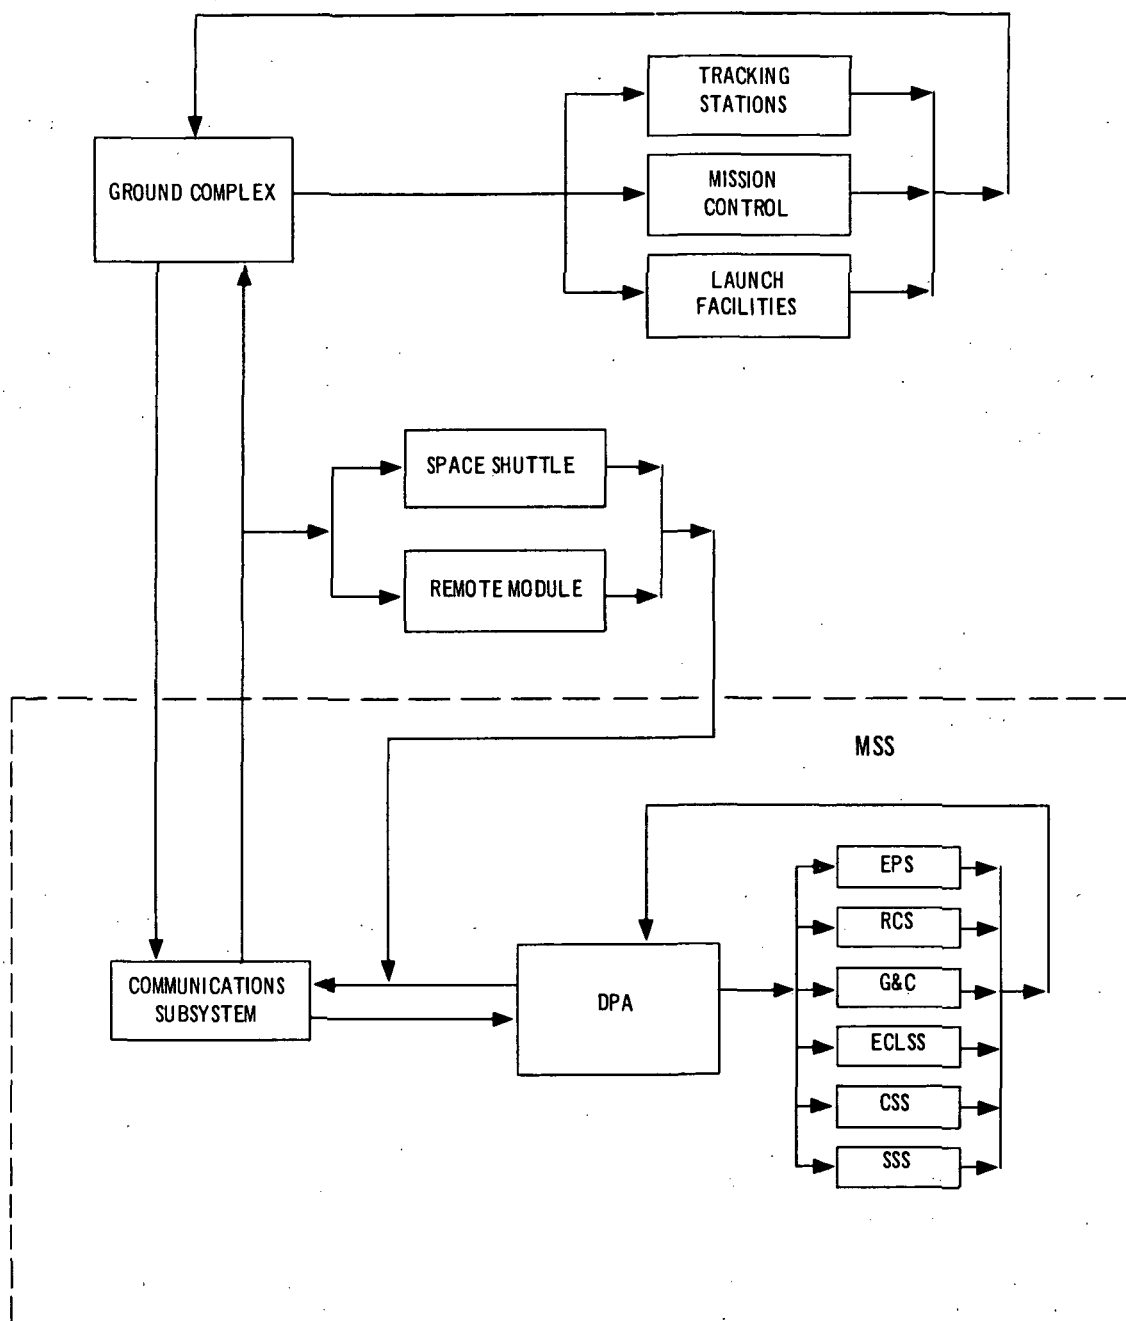 TRACKING
STATIONS
GROUND COMPLEX
MISSION
CONTROL
LAUNCH
FACILITIES
SPACE SHUTTLE
REMOTE MODULE
MSS
EPS
RCS
COMMUNICATIONS
SUBSYSTEM
DPA
G&C
ECLSS
CSS
SSS